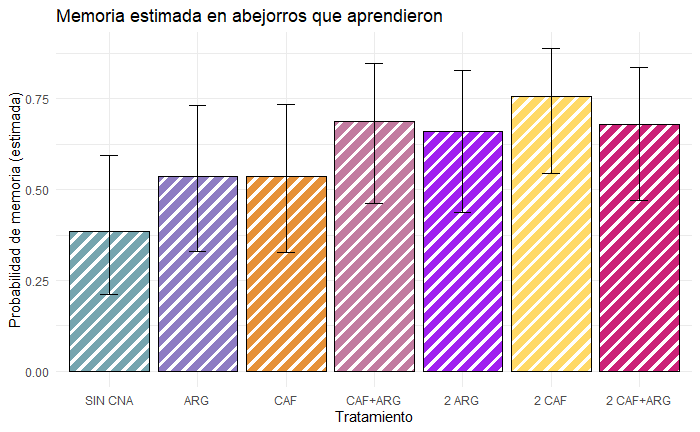 Memoria estimada en abejorros que aprendieron
Probabilidad de memoria (estimada)
0.75
0.50
0.25
0.00
SIN CNA
ARG
CAF
CAF+ARG
2 ARG
2 CAF
2 CAF+ARG
Tratamiento